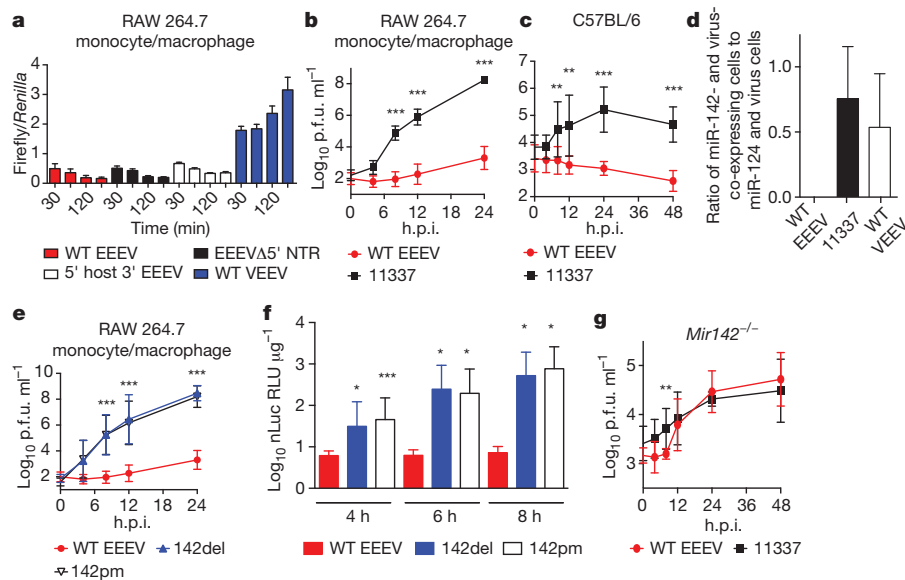 a
RAW 264.7
monocyte/macrophage
Firefly/Renilla
4
3
2
1
0
30
120
30
120
30
120
30
120
Time (min)
WT EEEV
EEEVΔ5′ NTR
5′ host 3′ EEEV
WT VEEV
b
RAW 264.7
monocyte/macrophage
Log10 p.f.u. ml−1
10
8
6
4
2
0
***
***
***
0
4
8
12
24
h.p.i.
WT EEEV
11337
c
C57BL/6
7
6
5
4
3
2
**
**
***
***
0
12
24
36
48
h.p.i.
WT EEEV
11337
d
Ratio of miR-142- and virus-
co-expressing cells to
miR-124 and virus cells
1.0
0.5
0.0
WT
EEEV
11337
WT
VEEV
e
RAW 264.7
monocyte/macrophage
Log10 p.f.u. ml−1
10
8
6
4
2
0
***
***
***
0
4
8
12
24
h.p.i.
WT EEEV
142del
142pm
f
Log10 nLuc RLU μg−1
4
3
2
1
0
*
***
*
*
*
*
4 h
6 h
8 h
WT EEEV
142del
142pm
g
Mir142−/−
Log10 p.f.u. ml−1
5
4
3
**
0
12
24
36
48
h.p.i.
WT EEEV
11337